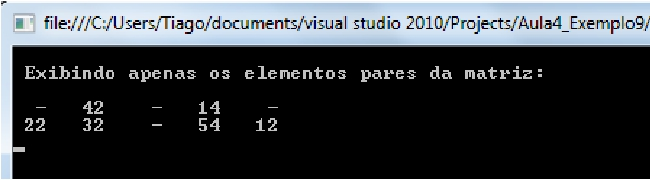 file:///C:/Users/Tiago/documents/visual studio 2010/Projects/Aula4_Exemplo9/
Exibindo apenas os elementos pares da matriz:
- 42 - 14 -
22 32 - 54 12